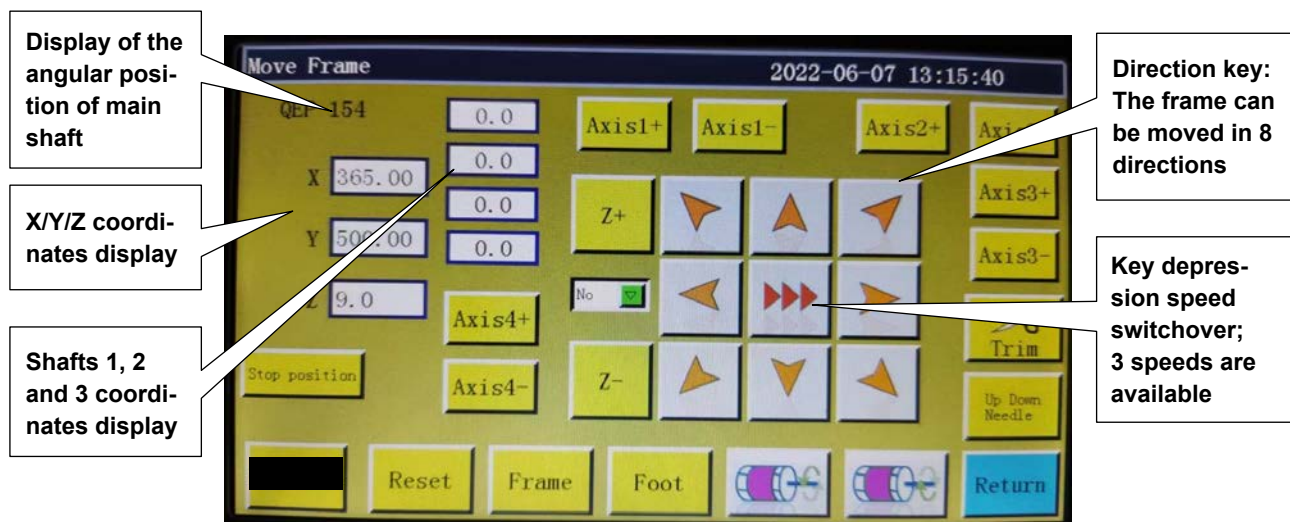 Display of the
angular posi-
tion of main
shaft
X/Y/Z coordi-
nates display
Shafts 1, 2
and 3 coordi-
nates display
Move Frame
2022-06-07 13:15:40
QEP 154
0.0
0.0
0.0
0.0
X 365.00
Y 500.00
9.0
Axis1+
Axis1-
Axis2+
Axis3+
Axis3-
Z+
No
Z-
Axis4+
Axis4-
Stop position
Trim
Up Down
Needle
Reset
Frame
Foot
Return
Direction key:
The frame can
be moved in 8
directions
Key depres-
sion speed
switchover;
3 speeds are
available